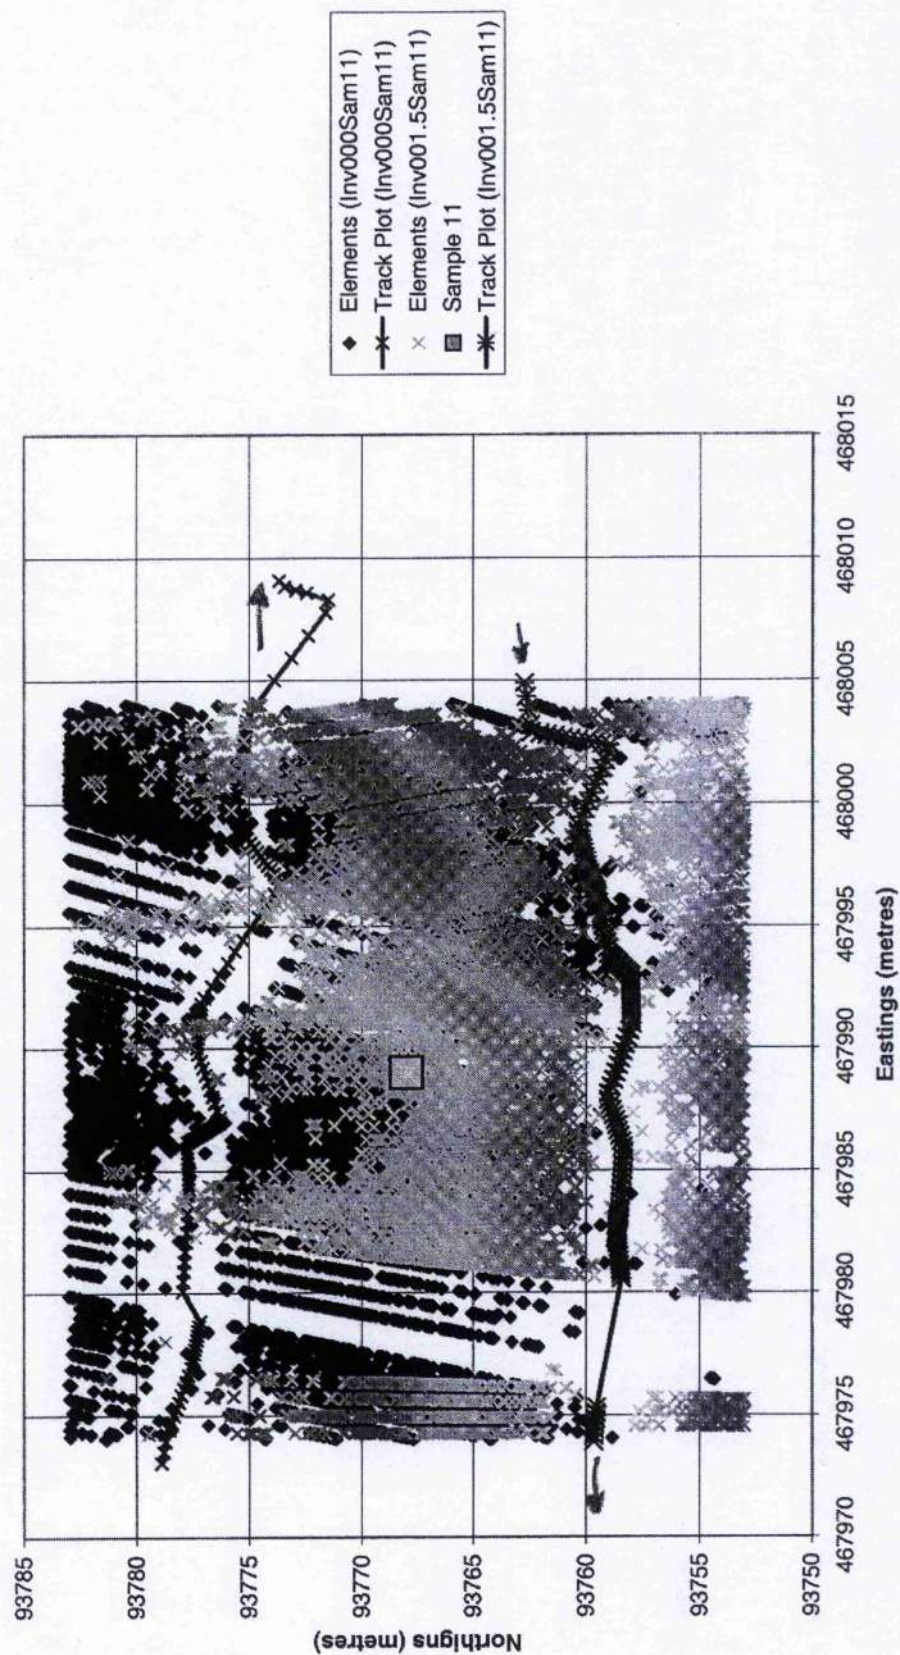 Elements (Inv000Sam11)
Track Plot (Inv000Sam11)
Elements (Inv001.5Sam11)
Sample 11
Track Plot (Inv001.5Sam11)
93785
93780
93775
93770
93765
93760
93755
93750
Northigns (metres)
467970
467975
467980
467985
467990
467995
468000
468005
468010
468015
Eastings (metres)